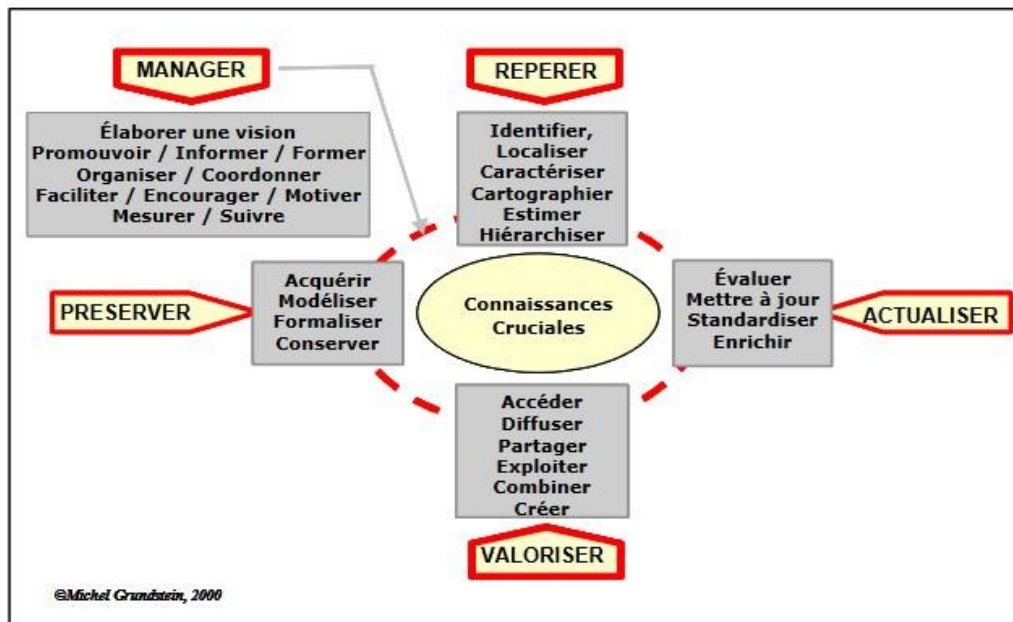 MANAGER
Élaborer une vision
Promouvoir / Informer / Former
Organiser / Coordonner
Faciliter / Encourager / Motiver
Mesurer / Suivre
REPERER
Identifier,
Localiser
Caractériser
Cartographier
Estimer
Hiérarchiser
PRESERVER
Acquérir
Modéliser
Formaliser
Conserver
Connaissances
Cruciales
Évaluer
Mettre à jour
Standardiser
Enrichir
ACTUALISER
Accéder
Diffuser
Partager
Exploiter
Combiner
Créer
VALORISER
©Michel Grundstein, 2000